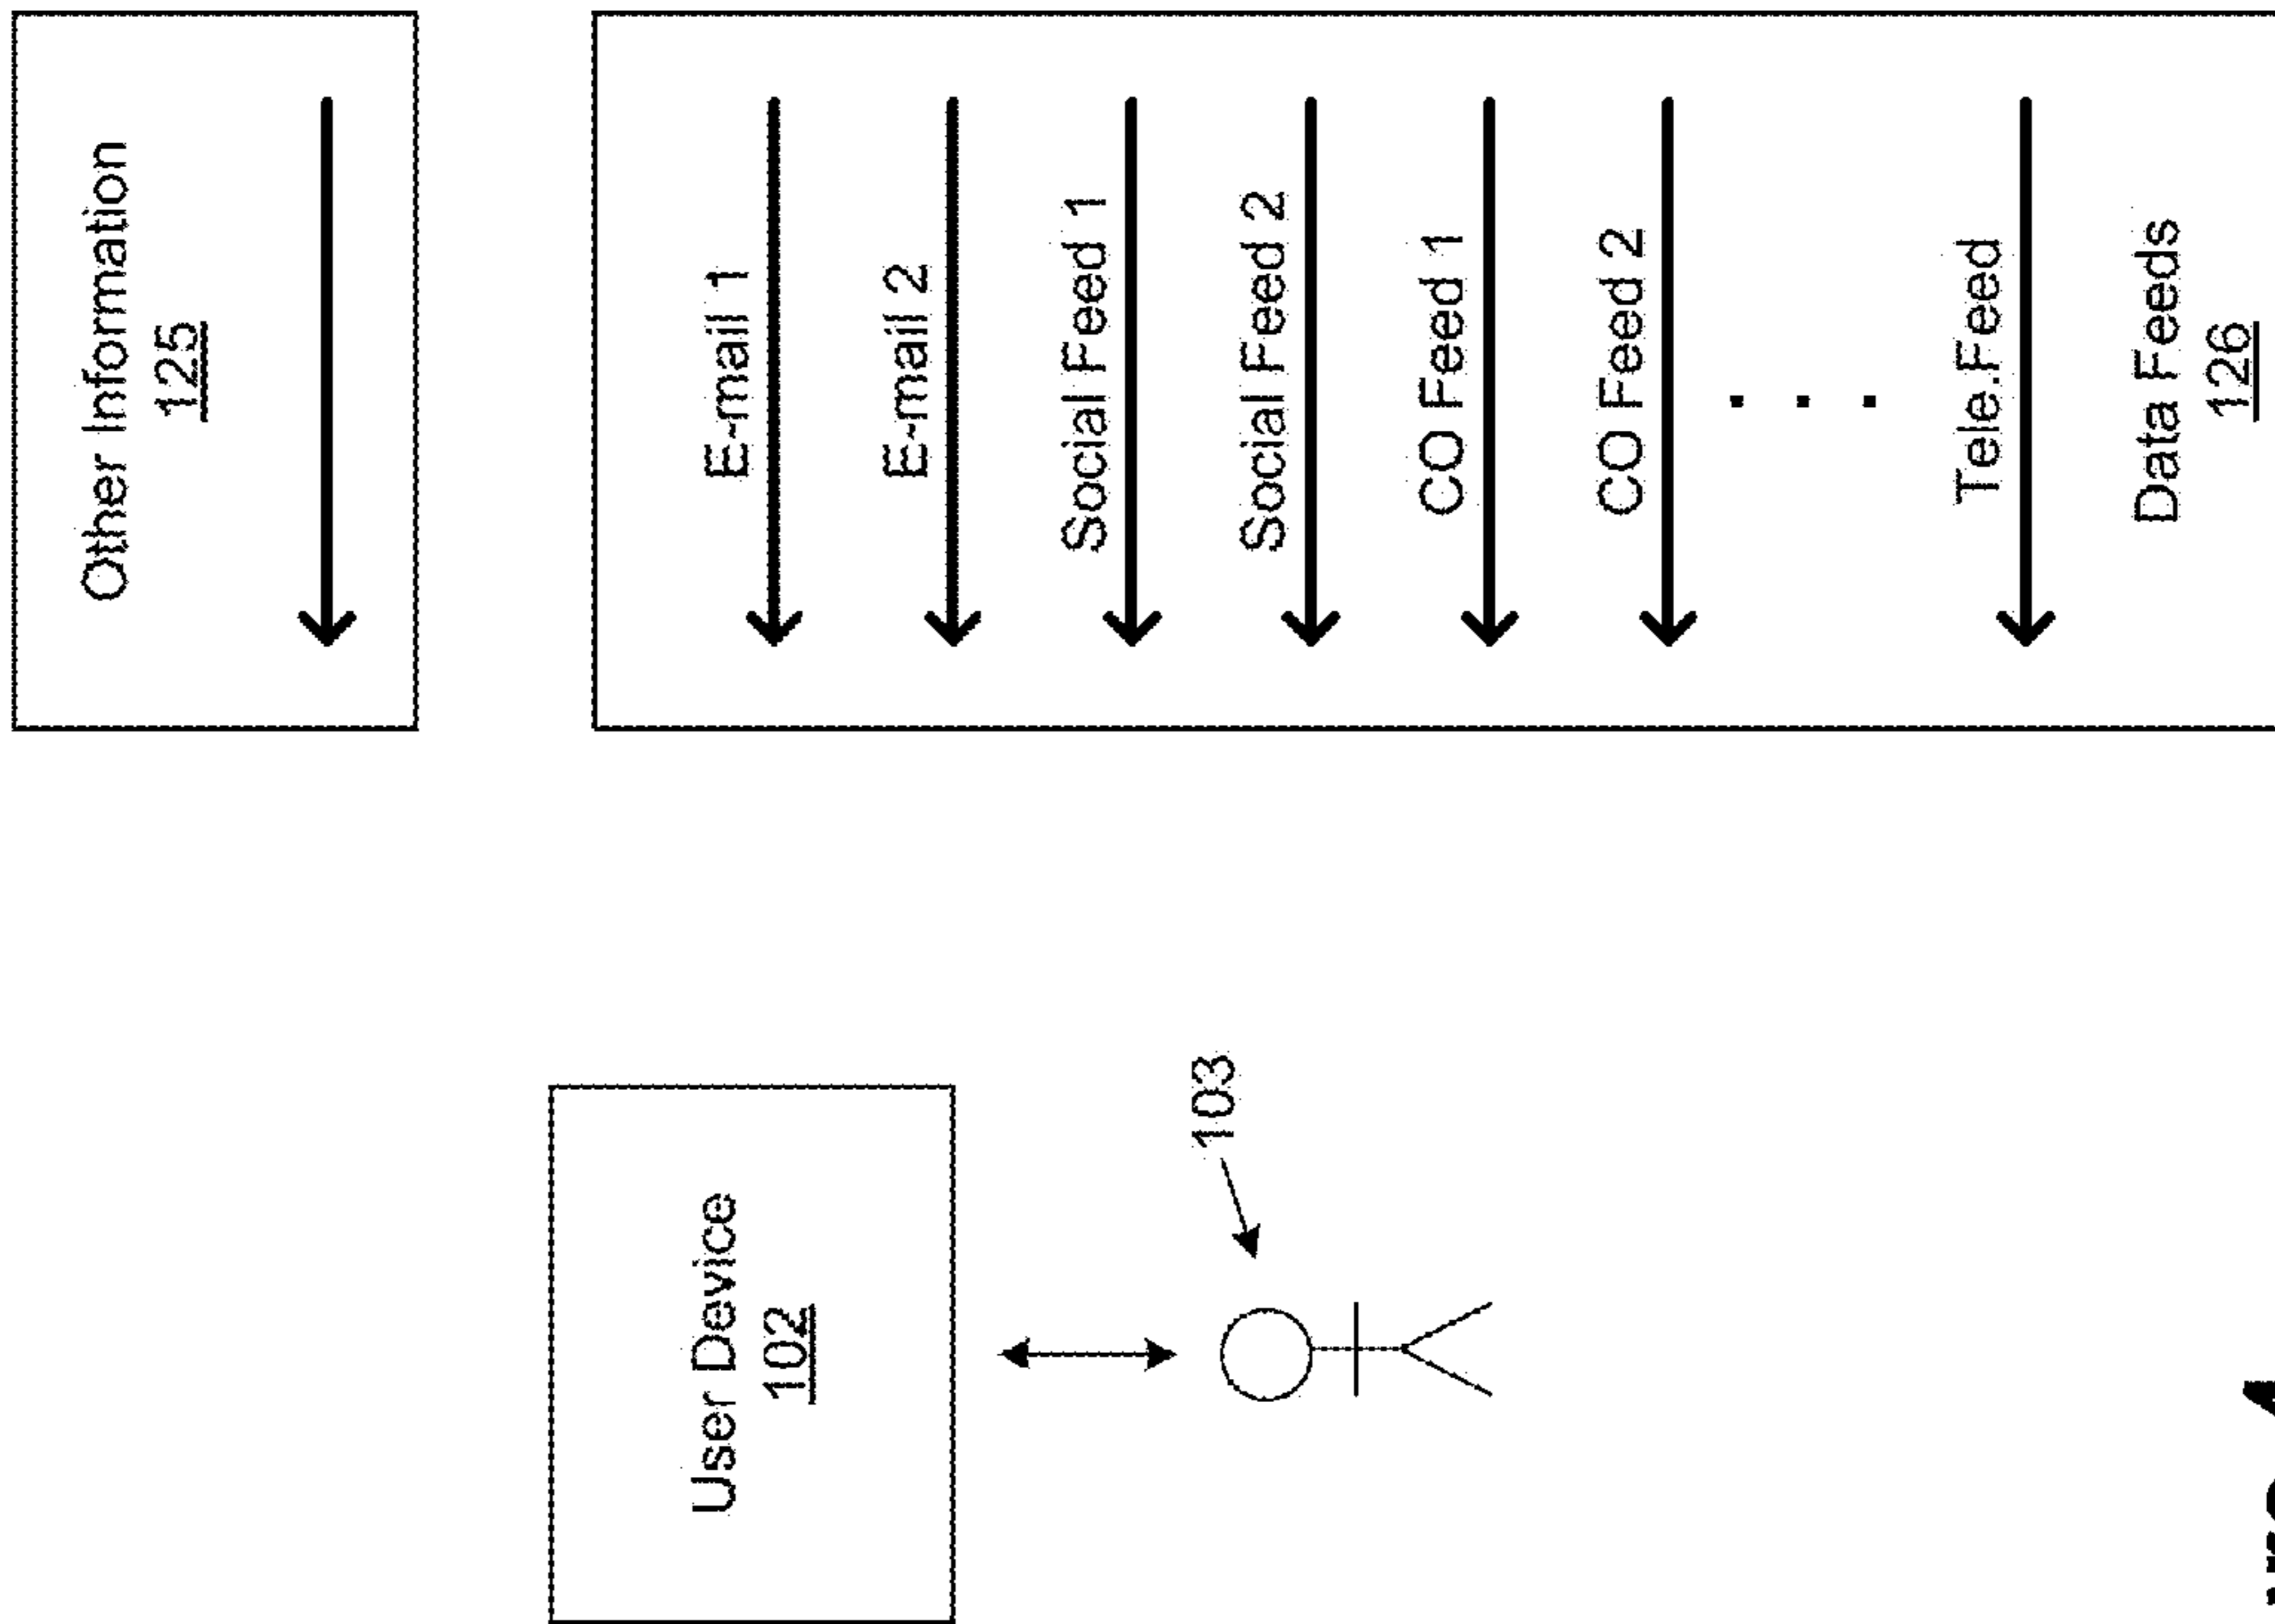 Other Information
125
User Device
102
103
E-mail 1
E-mail 2
Social Feed 1
Social Feed 2
CO Feed 1
CO Feed 2
. . .
Tele.Feed
Data Feeds
126